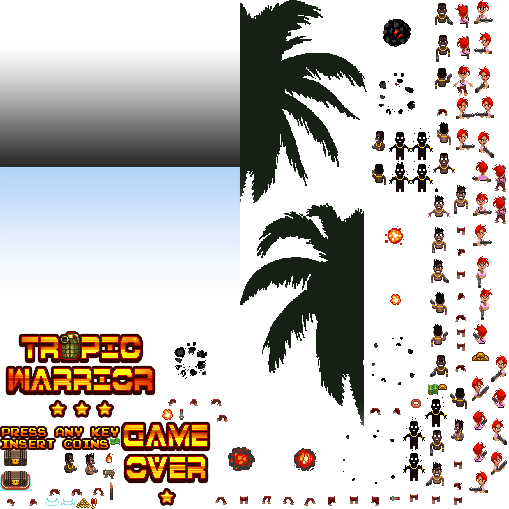 TROPIC
WARRIOR
PRESS ANY KEY
INSERT COINS
GAME
OVER